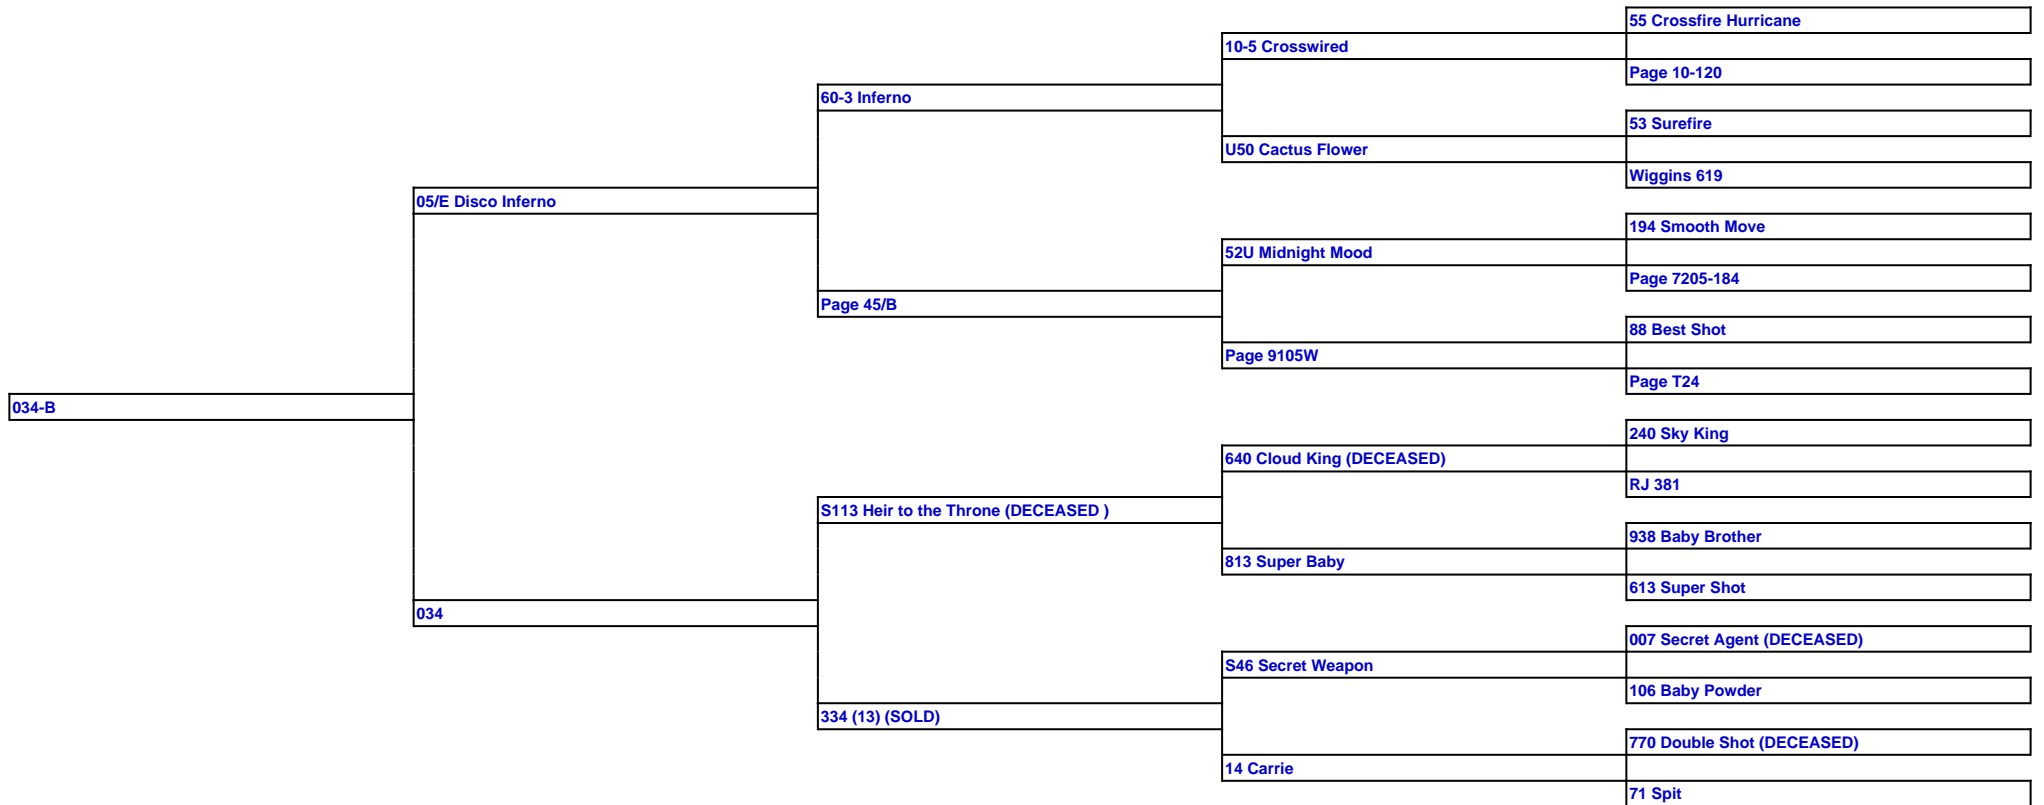 55 Crossfire Hurricane
10-5 Crosswired
Page 10-120
60-3 Inferno
53 Surefire
U50 Cactus Flower
Wiggins 619
05/E Disco Inferno
194 Smooth Move
52U Midnight Mood
Page 7205-184
Page 45/B
88 Best Shot
Page 9105W
Page T24
034-B
240 Sky King
640 Cloud King (DECEASED)
RJ 381
S113 Heir to the Throne (DECEASED )
938 Baby Brother
813 Super Baby
613 Super Shot
034
007 Secret Agent (DECEASED)
S46 Secret Weapon
106 Baby Powder
334 (13) (SOLD)
770 Double Shot (DECEASED)
14 Carrie
71 Spit